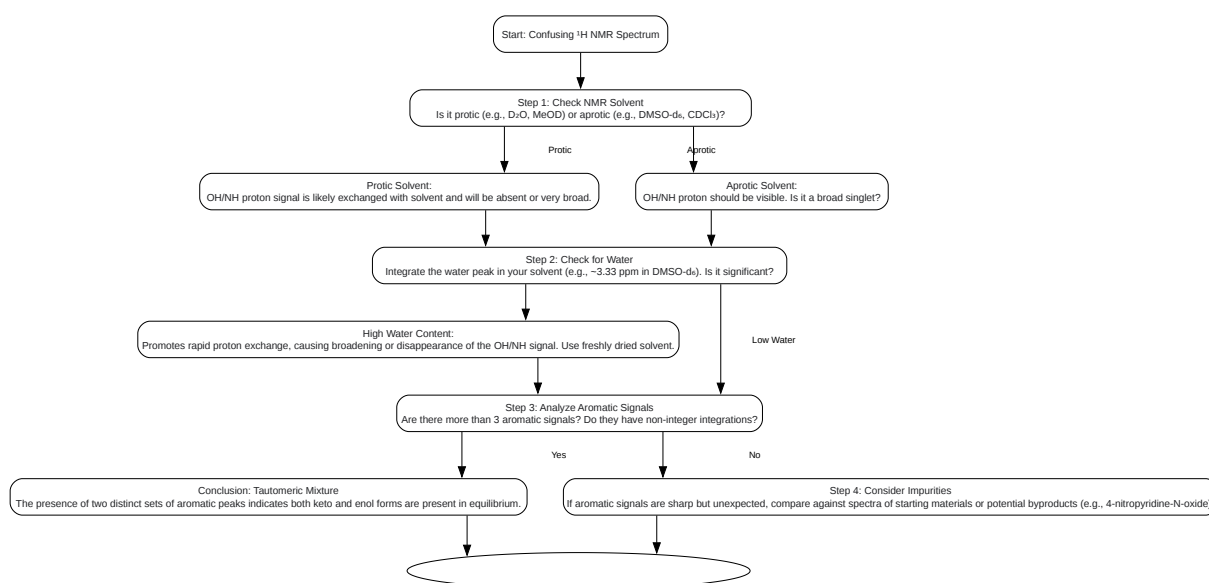 Start: Confusing ¹H NMR Spectrum
Step 1: Check NMR Solvent
Is it protic (e.g., D₂O, MeOD) or aprotic (e.g., DMSO-d₆, CDCl₃)?
Protic
Aprotic
Protic Solvent:
OH/NH proton signal is likely exchanged with solvent and will be absent or very broad.
Aprotic Solvent:
OH/NH proton should be visible. Is it a broad singlet?
Step 2: Check for Water
Integrate the water peak in your solvent (e.g., ~3.33 ppm in DMSO-d₆). Is it significant?
High Water Content:
Promotes rapid proton exchange, causing broadening or disappearance of the OH/NH signal. Use freshly dried solvent.
Low Water
Step 3: Analyze Aromatic Signals
Are there more than 3 aromatic signals? Do they have non-integer integrations?
Yes
No
Conclusion: Tautomeric Mixture
The presence of two distinct sets of aromatic peaks indicates both keto and enol forms are present in equilibrium.
Step 4: Consider Impurities
If aromatic signals are sharp but unexpected, compare against spectra of starting materials or potential byproducts (e.g., 4-nitropyridine-N-oxide)